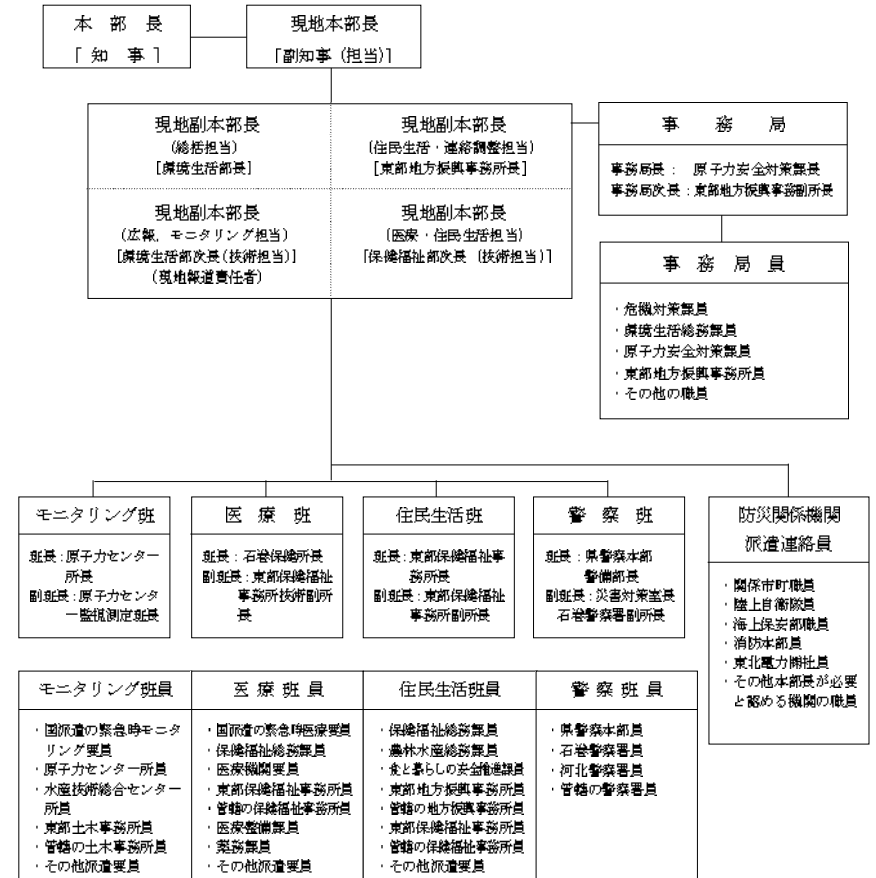 本部長
[知事]
現地本部長
[副知事(担当)]
現地副本部長
(総括担当)
[環境生活部長]
現地副本部長
(住民生活・連絡調整担当)
[東部地方振興事務所長]
現地副本部長
(広報,モニタリング担当)
[環境生活部次長(技術担当)]
(現地報道責任者)
現地副本部長
(医療・住民生活担当)
[保健福祉部次長(技術担当)]
事務局
事務局長: 原子力安全対策課長
事務局次長:東部地方振興事務副所長
事務局員
・危機対策課員
・環境生活総務課員
・原子力安全対策課員
・東部地方振興事務所員
・その他の職員
モニタリング班
班長:原子力センター
所長
副班長:原子力センタ
ー監視測定班長
医療班
班長:石巻保健所長
副班長:東部保健福祉
事務所技術副所
長
住民生活班
班長:東部保健福祉事
務所長
副班長:東部保健福祉
事務所副所長
警察班
班長:県警察本部
警備部長
副班長:災害対策室長
石巻警察署副所長
防災関係機関
派遣連絡員
・関係市町職員
・陸上自衛隊員
・海上保安部職員
・消防本部員
・東北電力㈱社員
・その他本部長が必要
と認める機関の職員
モニタリング班員
・国派遣の緊急時モニタ
リング要員
・原子力センター所員
・水産技術総合センター
所員
・東部土木事務所員
・管轄の土木事務所員
・その他派遣要員
医療班員
・国派遣の緊急時医療要員
・保健福祉総務課員
・医療機関要員
・東部保健福祉事務所員
・管轄の保健福祉事務所員
・医療整備課員
・薬務課員
・その他派遣要員
住民生活班員
・保健福祉総務課員
・農林水産総務課員
・食と暮らしの安全推進課員
・東部地方振興事務所員
・管轄の地方振興事務所員
・東部保健福祉事務所員
・管轄の保健福祉事務所員
・その他派遣要員
警察班員
・県警察本部員
・石巻警察署員
・河北警察署員
・管轄の警察署員